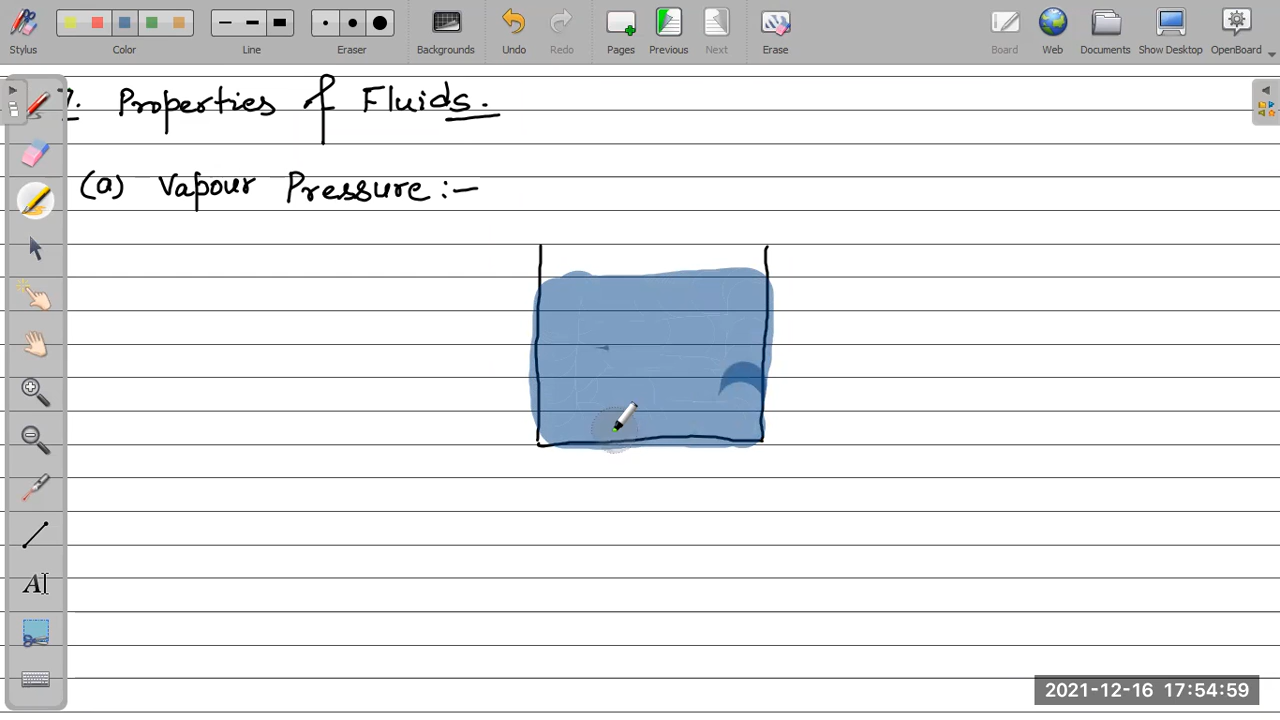 Stylus Color Line Eraser Backgrounds Undo Redo Pages Previous Next Erase Board Web Documents Show Desktop OpenBoard
7. Properties of Fluids.
(a) Vapour Pressure :-
2021-12-16 17:54:59